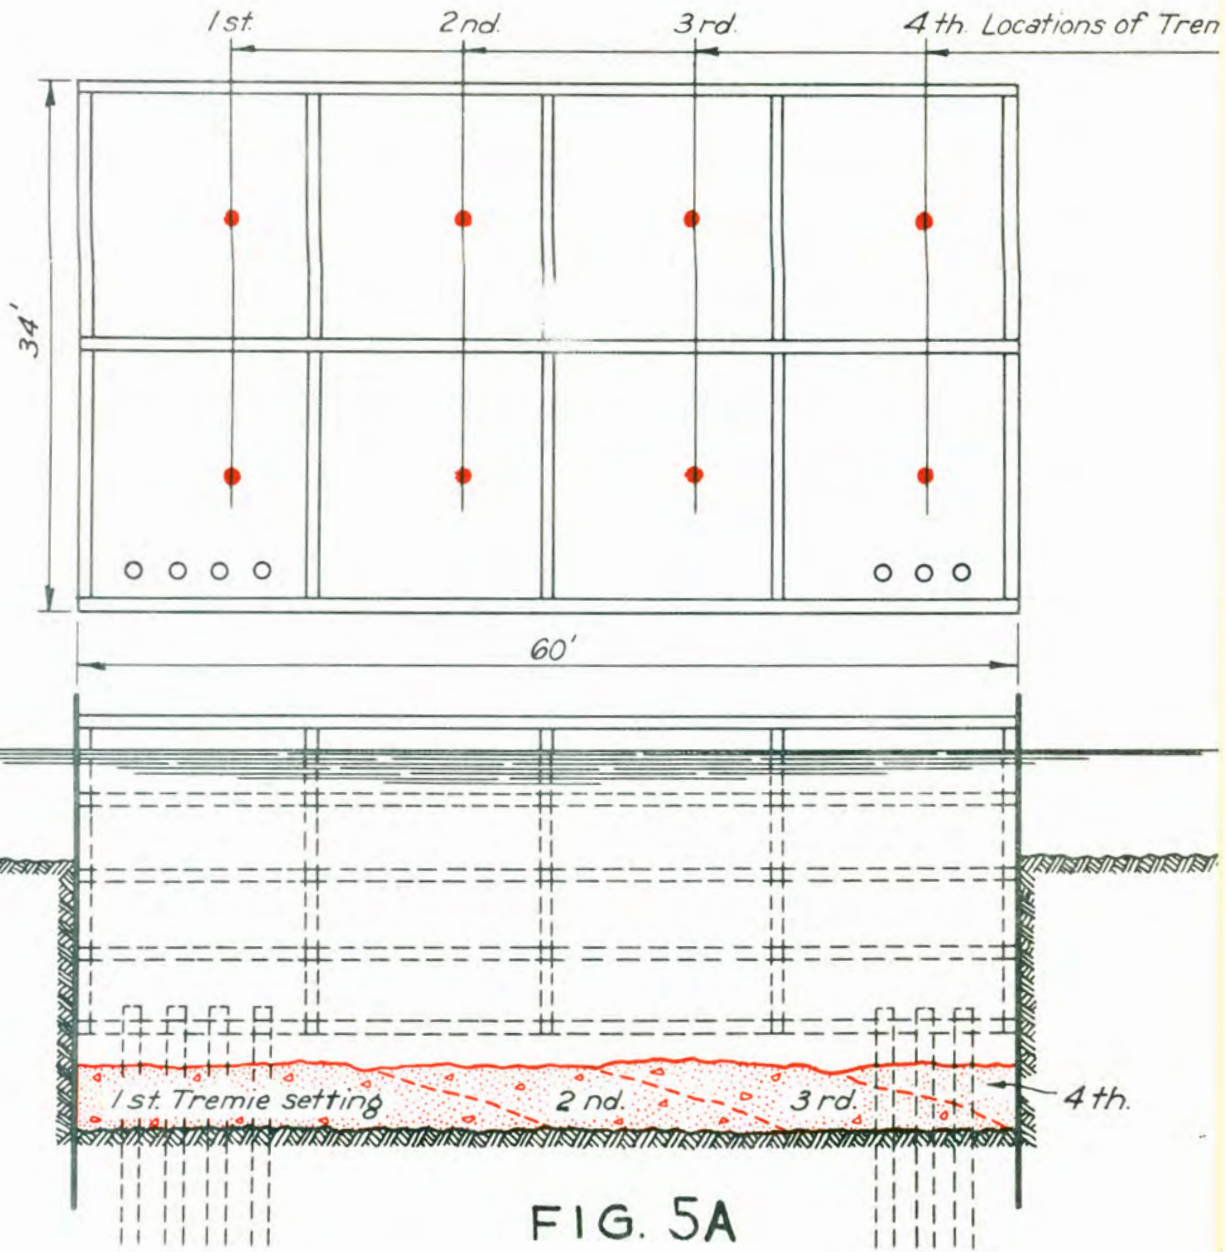 1st. 2nd. 3rd. 4th. Locations of
34'
60'
1st. Tremie setting 2nd. 3rd. 4th.
FIG. 5A